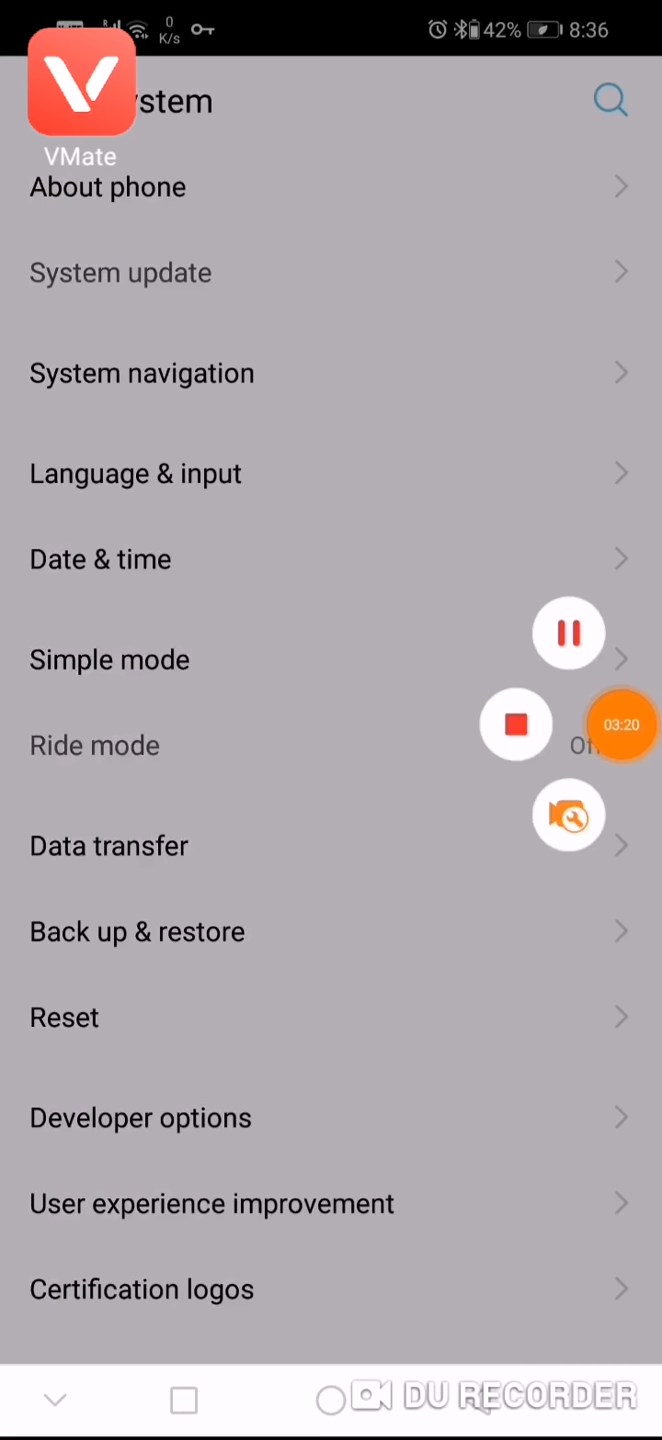 0
K/s
42%
8:36
ystem
VMate
About phone
System update
System navigation
Language & input
Date & time
Simple mode
03:20
Ride mode
Data transfer
Back up & restore
Reset
Developer options
User experience improvement
Certification logos
DU RECORDER